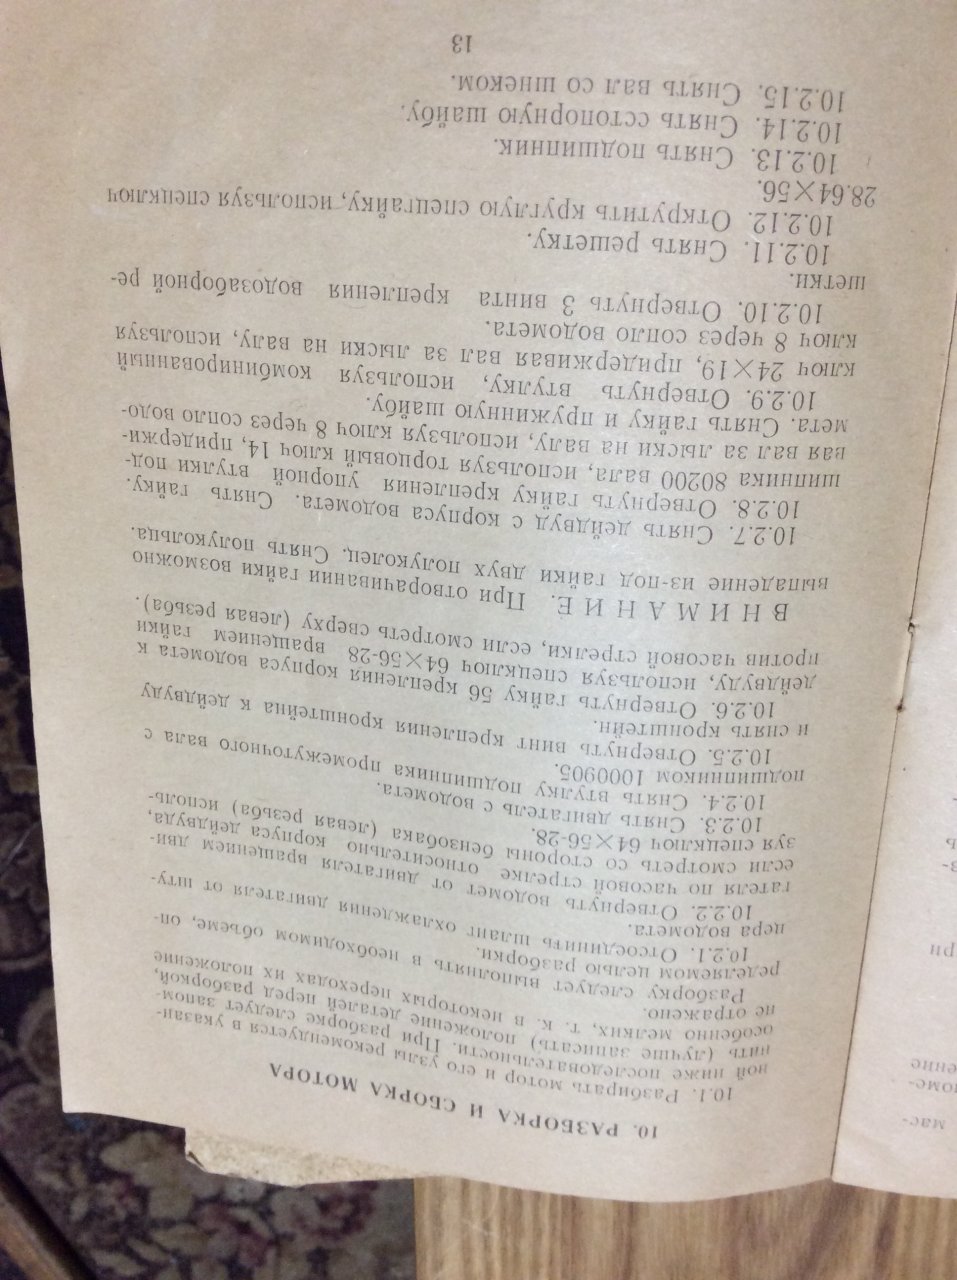 10. РАЗБОРКА И СБОРКА МОТОРА
10.1. Разбирать мотор и его узлы рекомендуется в указан-
ной ниже последовательности. При разборке следует запом-
нить (лучше записать) положение деталей перед разборкой,
особенно мелких, т. к. в некоторых переходах их положение
не отражено.
Разборку следует выполнять в необходимом объеме, оп-
ределяемом целью разборки.
10.2.1. Отсоединить шланг охлаждения двигателя от шту-
цера водомета.
10.2.2. Отвернуть водомет от двигателя вращением дви-
гателя по часовой стрелке относительно корпуса дейдвуда,
если смотреть со стороны бензобака (левая резьба) исполь-
зуя спецключ 64×56-28.
10.2.3. Снять двигатель с водомета.
10.2.4. Снять втулку подшипника промежуточного вала с
подшипником 1000905.
10.2.5. Отвернуть винт крепления кронштейна к дейдвуду
и снять кронштейн.
10.2.6. Отвернуть гайку 56 крепления корпуса водомета к
дейдвуду, используя спецключ 64×56-28 вращением гайки
против часовой стрелки, если смотреть сверху (левая резьба).
ВНИМАНИЕ. При отворачивании гайки возможно
выпадение из-под гайки двух полуколец. Снять полукольца.
10.2.7. Снять дейдвуд с корпуса водомета. Снять гайку.
10.2.8. Отвернуть гайку крепления упорной втулки под-
шипника 80200 вала, используя торцовый ключ 14, придержи-
вая вал за лыски на валу, используя ключ 8 через сопло водо-
мета. Снять гайку и пружинную шайбу.
10.2.9. Отвернуть втулку, используя комбинированный
ключ 24×19, придерживая вал за лыски на валу, используя
ключ 8 через сопло водомета.
10.2.10. Отвернуть 3 винта крепления водозаборной ре-
шетки.
10.2.11. Снять решетку.
10.2.12. Открутить круглую спецгайку, используя спецключ
28.64×56.
10.2.13. Снять подшипник.
10.2.14. Снять сстопорную шайбу.
10.2.15. Снять вал со шнеком.
13
мас-
ние
при
ь